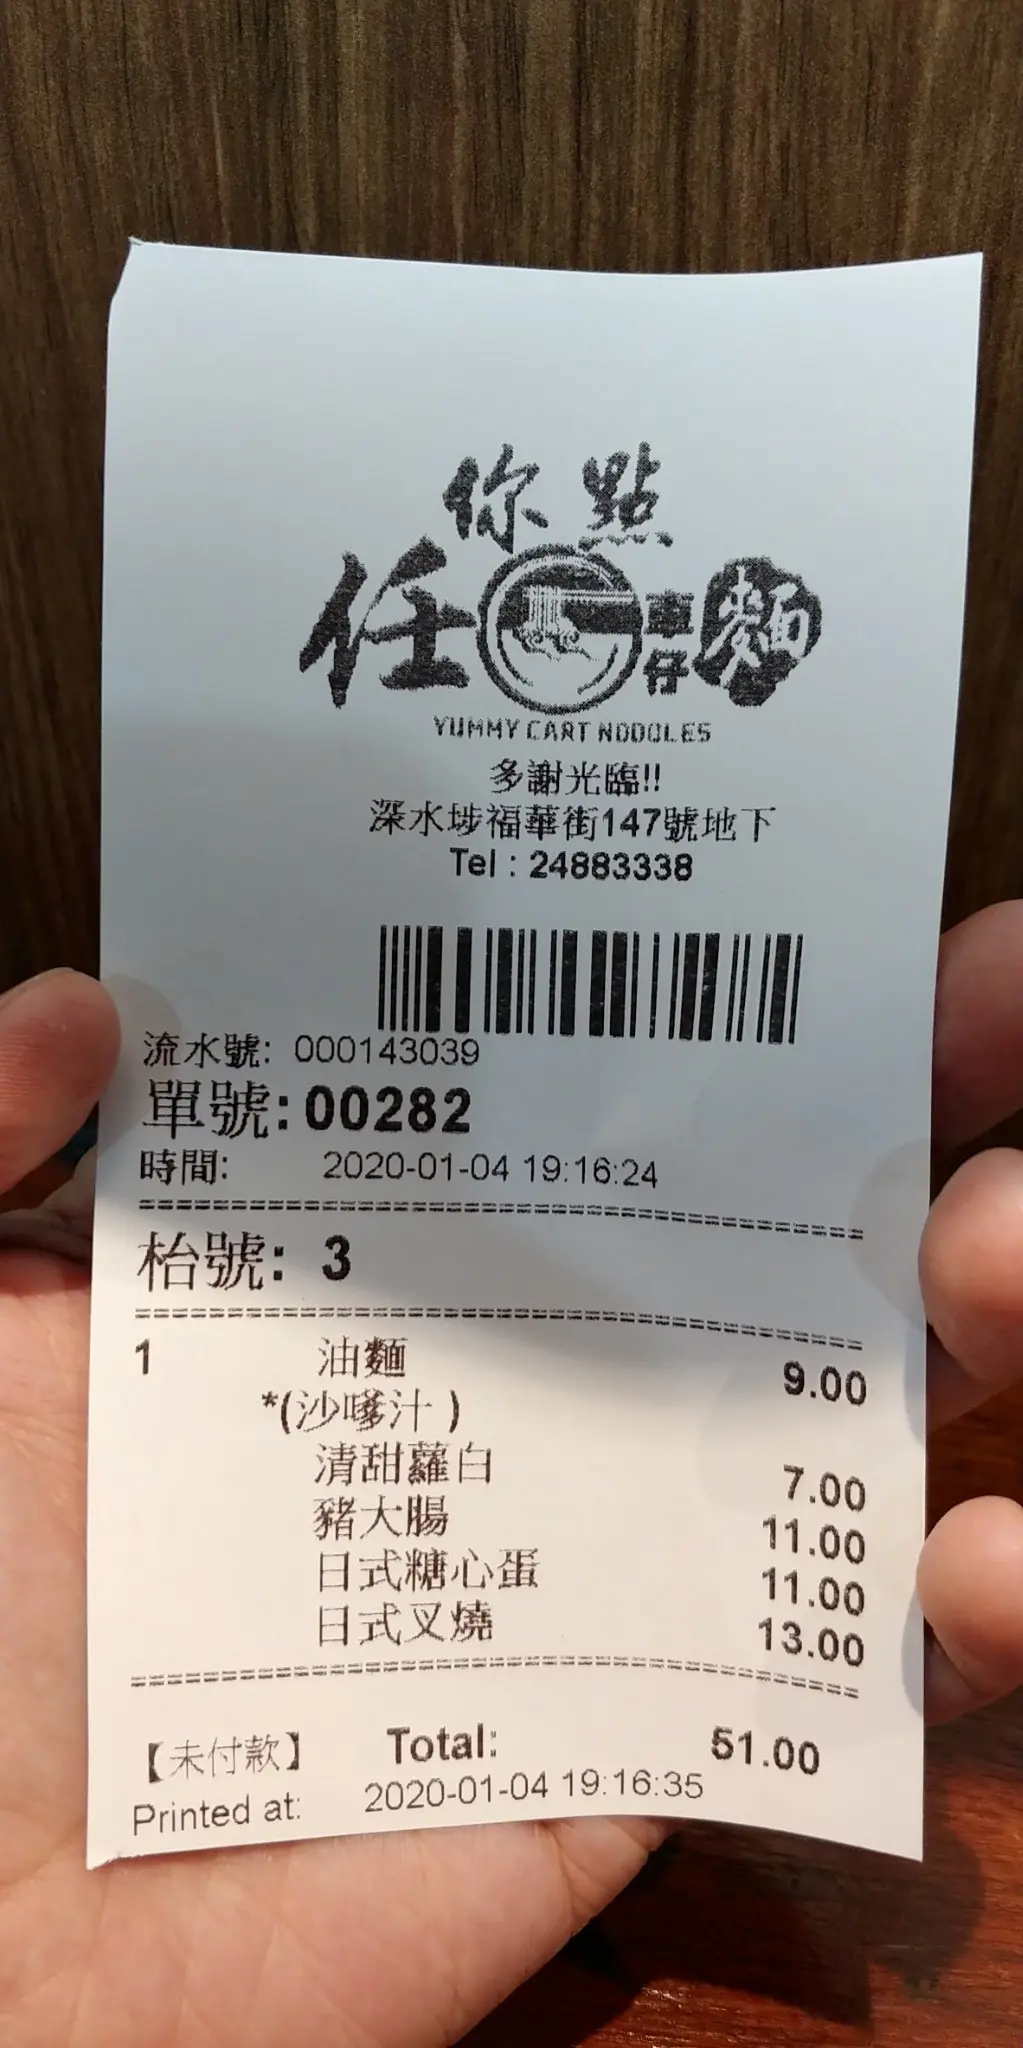 你點
任
車仔麵
YUMMY CART NOODLES
多謝光臨!!
深水埗福華街147號地下
Tel : 24883338
流水號: 000143039
單號: 00282
時間: 2020-01-04 19:16:24
枱號: 3
1 油麵 9.00
*(沙嗲汁 )
清甜蘿白 7.00
豬大腸 11.00
日式糖心蛋 11.00
日式叉燒 13.00
【未付款】 Total: 51.00
Printed at: 2020-01-04 19:16:35